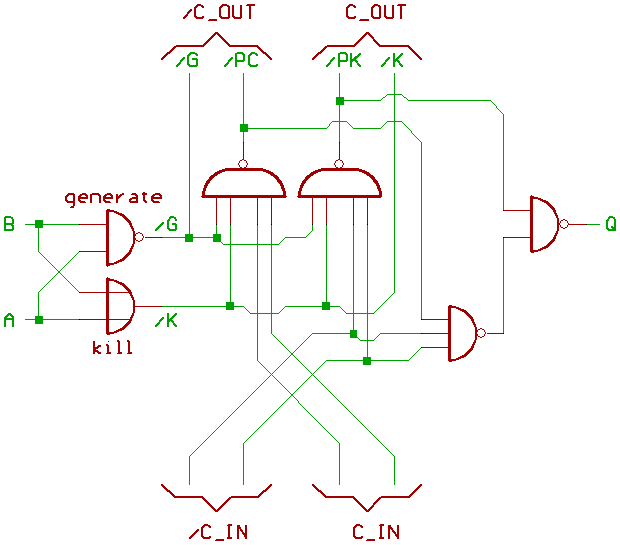 /C_OUT C_OUT
/G /PC /PK /K
generate
B /G Q
A /K
kill
/C_IN C_IN